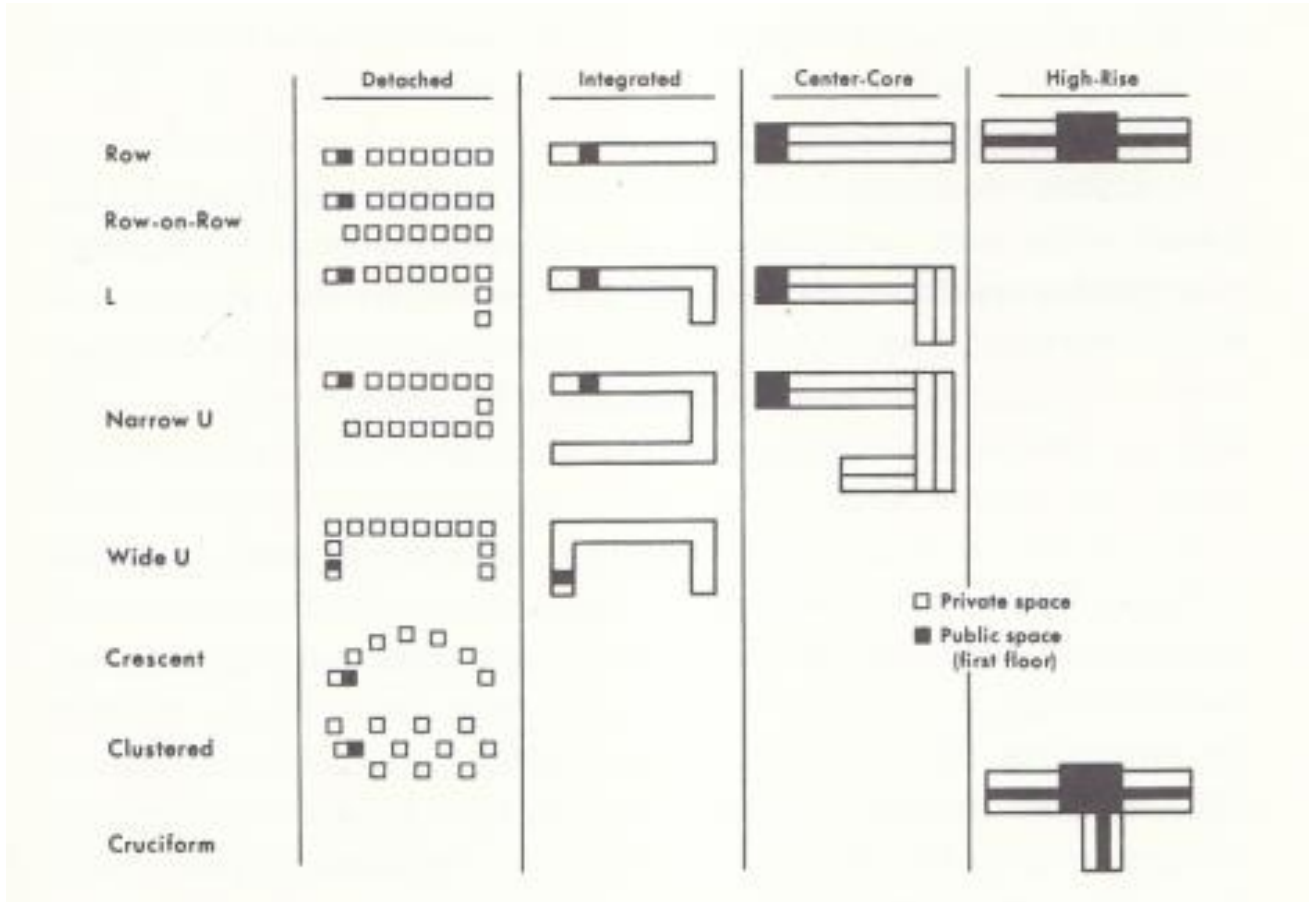 Detached Integrated Center-Core High-Rise
Row
Row-on-Row
L
Narrow U
Wide U
Private space
Public space
(first floor)
Crescent
Clustered
Cruciform